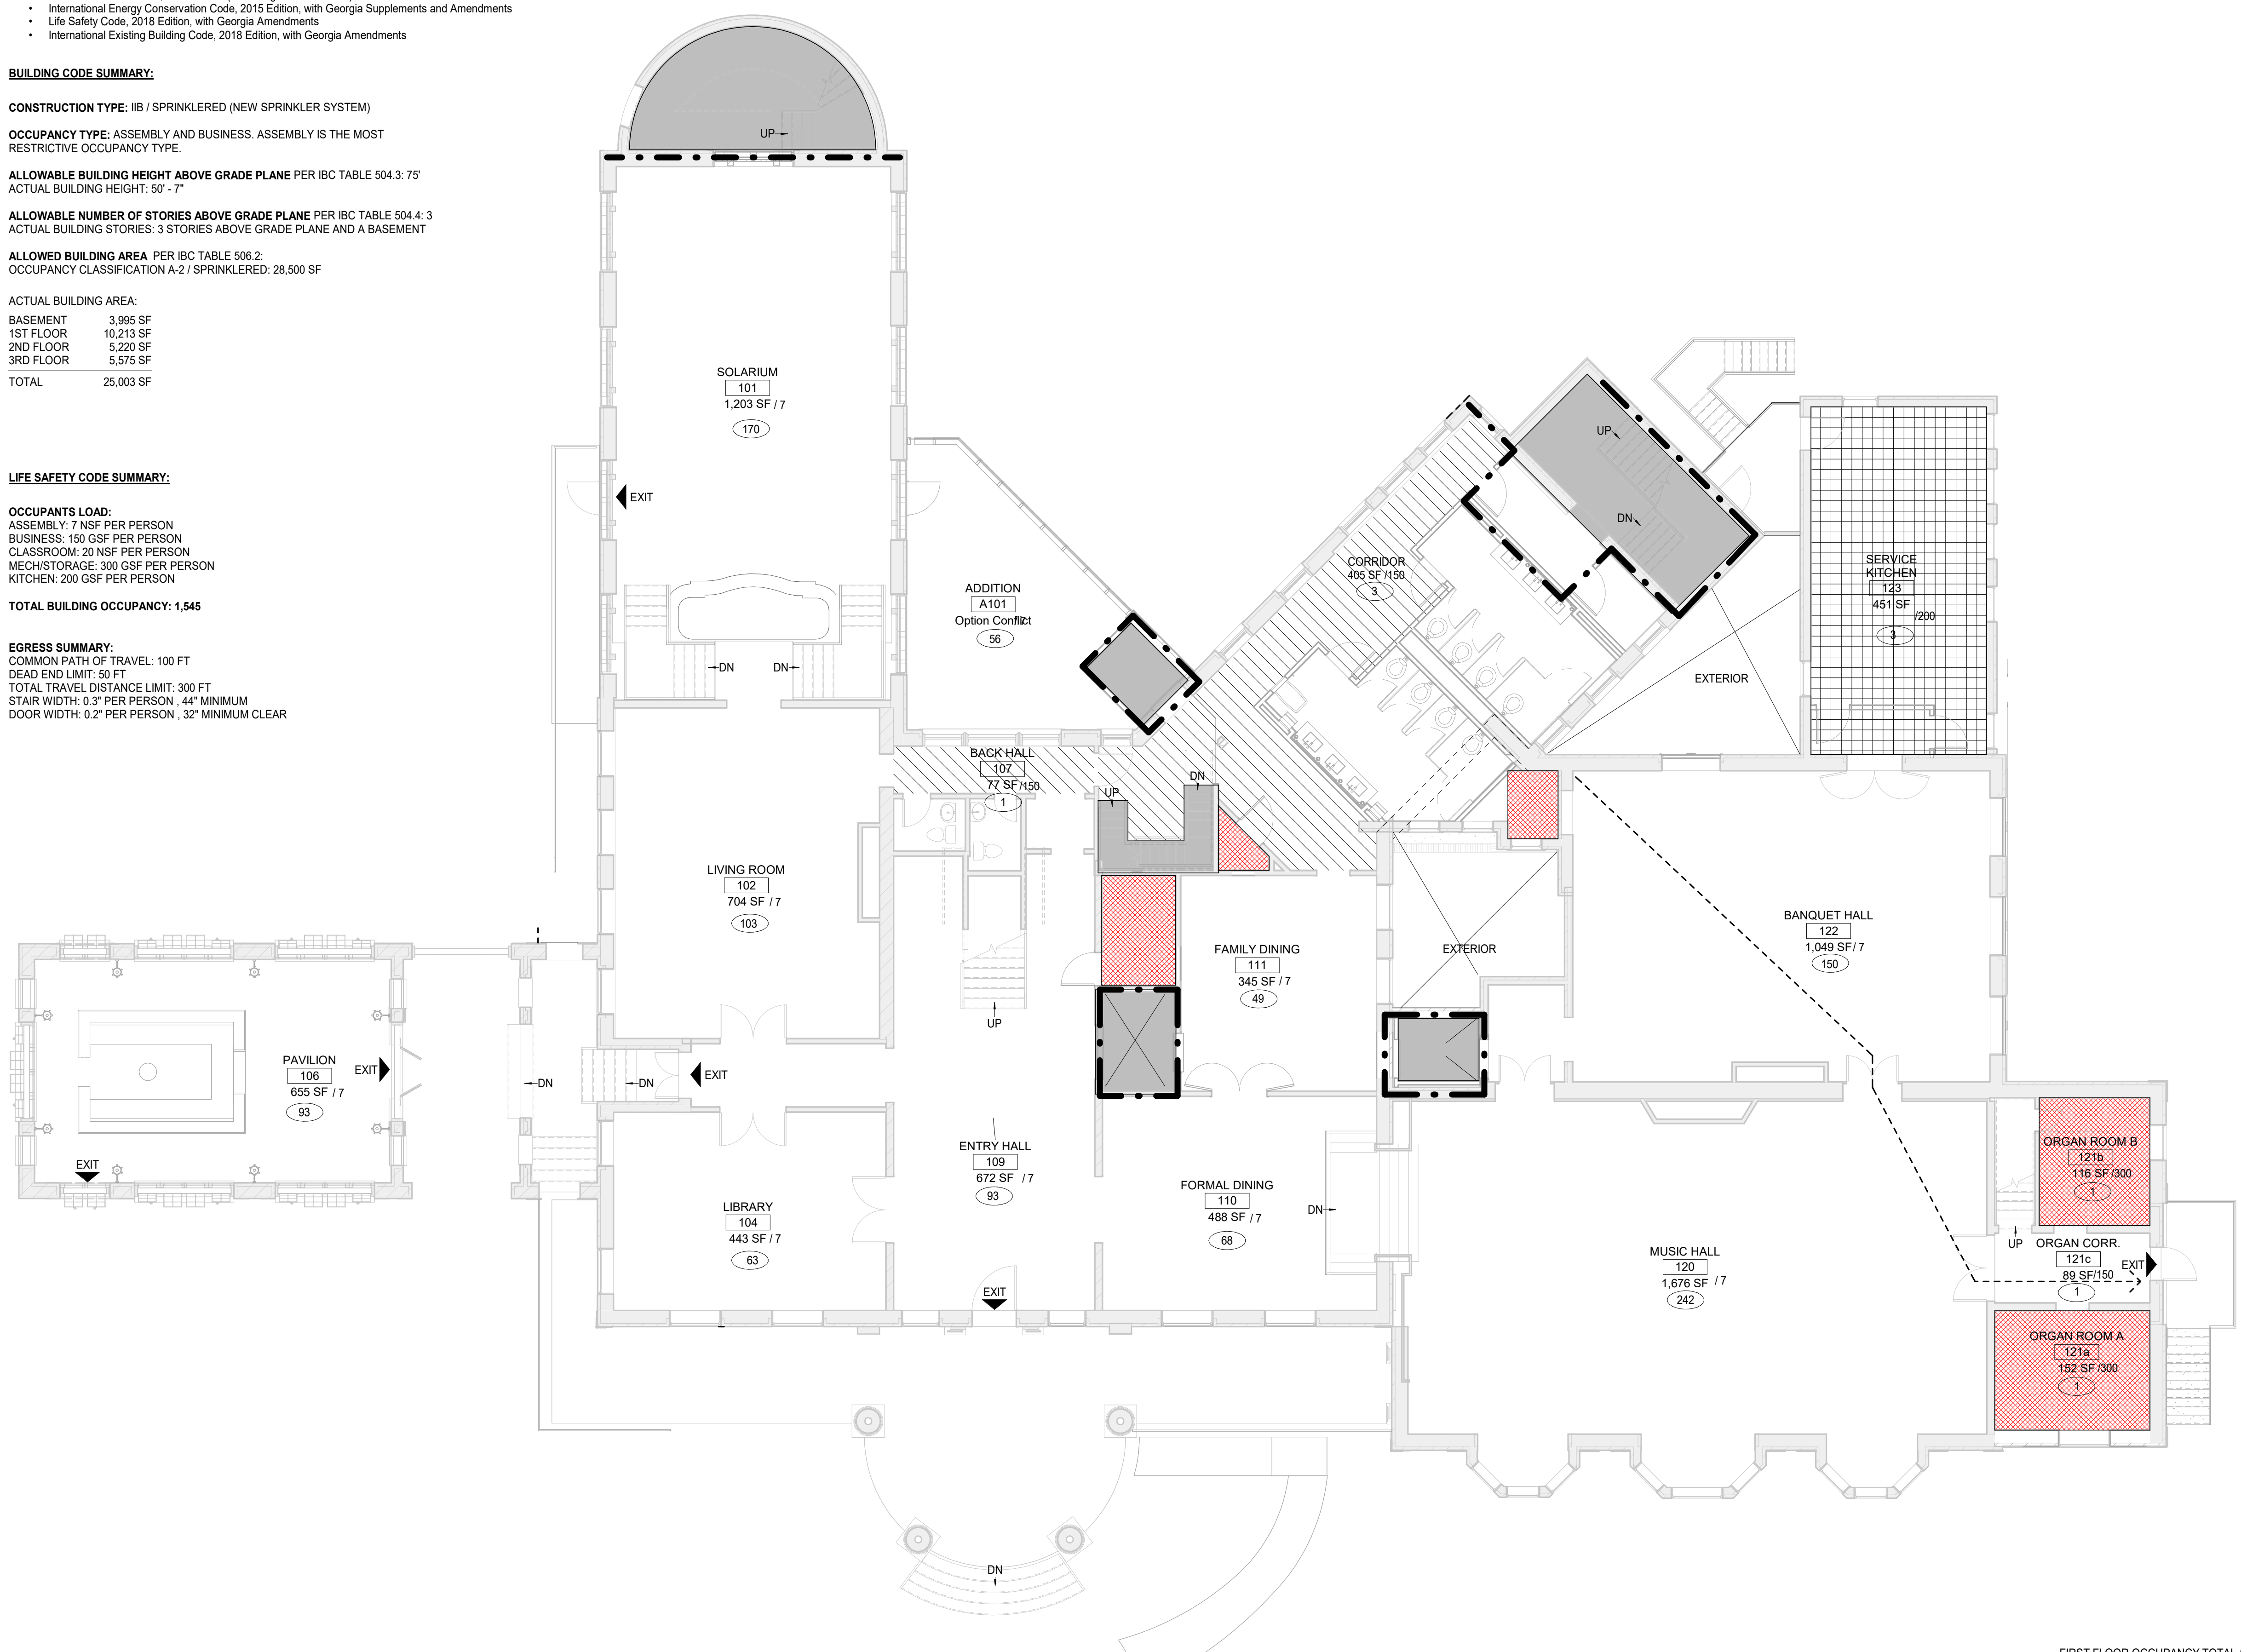 • International Energy Conservation Code, 2015 Edition, with Georgia Supplements and Amendments
• Life Safety Code, 2018 Edition, with Georgia Amendments
• International Existing Building Code, 2018 Edition, with Georgia Amendments
BUILDING CODE SUMMARY:
CONSTRUCTION TYPE: IIB / SPRINKLERED (NEW SPRINKLER SYSTEM)
OCCUPANCY TYPE: ASSEMBLY AND BUSINESS. ASSEMBLY IS THE MOST
RESTRICTIVE OCCUPANCY TYPE.
ALLOWABLE BUILDING HEIGHT ABOVE GRADE PLANE PER IBC TABLE 504.3: 75'
ACTUAL BUILDING HEIGHT: 50' - 7"
ALLOWABLE NUMBER OF STORIES ABOVE GRADE PLANE PER IBC TABLE 504.4: 3
ACTUAL BUILDING STORIES: 3 STORIES ABOVE GRADE PLANE AND A BASEMENT
ALLOWED BUILDING AREA PER IBC TABLE 506.2:
OCCUPANCY CLASSIFICATION A-2 / SPRINKLERED: 28,500 SF
ACTUAL BUILDING AREA:
BASEMENT 3,995 SF
1ST FLOOR 10,213 SF
2ND FLOOR 5,220 SF
3RD FLOOR 5,575 SF
TOTAL 25,003 SF
LIFE SAFETY CODE SUMMARY:
OCCUPANTS LOAD:
ASSEMBLY: 7 NSF PER PERSON
BUSINESS: 150 GSF PER PERSON
CLASSROOM: 20 NSF PER PERSON
MECH/STORAGE: 300 GSF PER PERSON
KITCHEN: 200 GSF PER PERSON
TOTAL BUILDING OCCUPANCY: 1,545
EGRESS SUMMARY:
COMMON PATH OF TRAVEL: 100 FT
DEAD END LIMIT: 50 FT
TOTAL TRAVEL DISTANCE LIMIT: 300 FT
STAIR WIDTH: 0.3" PER PERSON , 44" MINIMUM
DOOR WIDTH: 0.2" PER PERSON , 32" MINIMUM CLEAR
UP
SOLARIUM
101
1,203 SF / 7
170
EXIT
DN
DN
ADDITION
A101
Option Conflict /7
56
CORRIDOR
405 SF /150
3
UP
DN
SERVICE
KITCHEN
123
451 SF
/200
3
EXTERIOR
BACK HALL
107
77 SF /150
1
UP
DN
LIVING ROOM
102
704 SF / 7
103
FAMILY DINING
111
345 SF / 7
49
EXTERIOR
BANQUET HALL
122
1,049 SF / 7
150
UP
PAVILION
106
655 SF / 7
93
EXIT
EXIT
DN
DN
EXIT
ENTRY HALL
109
672 SF / 7
93
EXIT
LIBRARY
104
443 SF / 7
63
FORMAL DINING
110
488 SF / 7
68
DN
MUSIC HALL
120
1,676 SF / 7
242
ORGAN ROOM B
121b
116 SF /300
1
UP
ORGAN CORR.
121c
89 SF/150
1
EXIT
ORGAN ROOM A
121a
152 SF /300
1
DN
FIRST FLOOR OCCUPANCY TOTAL